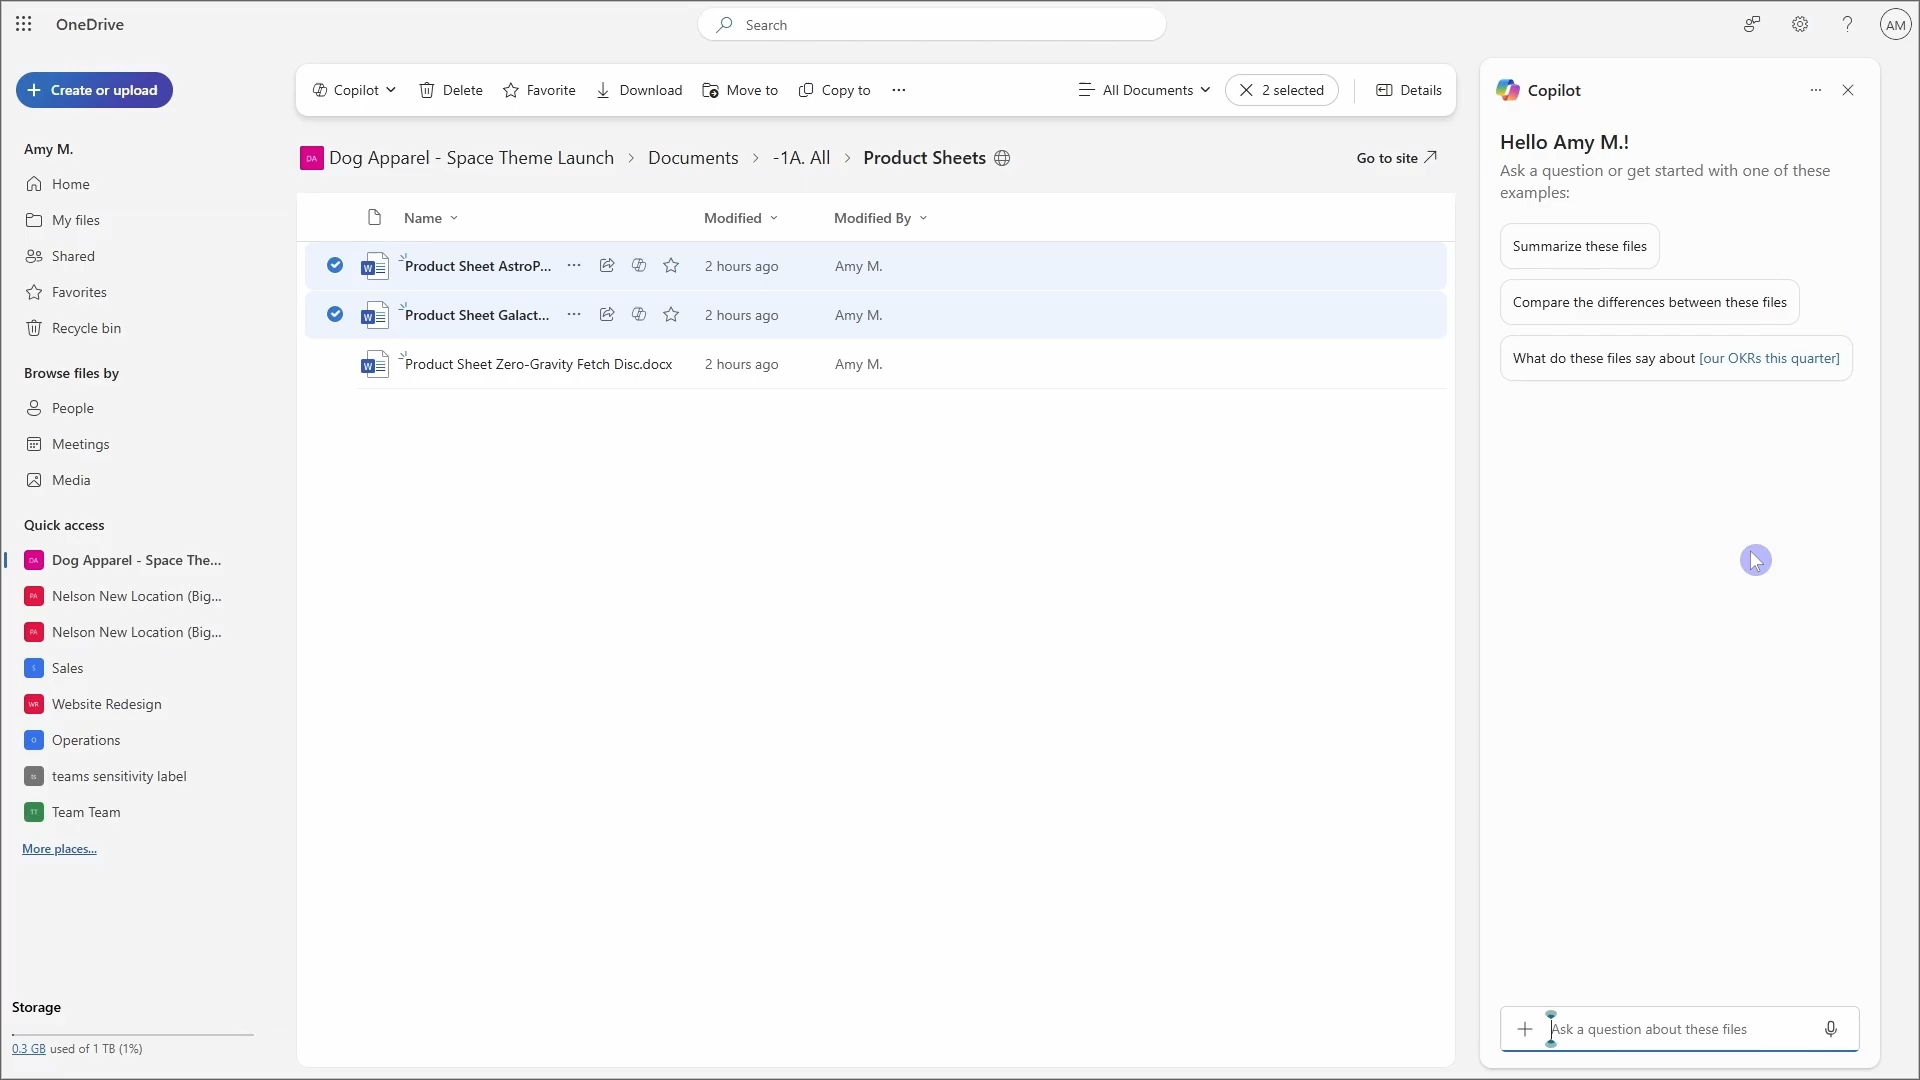 OneDrive
Search
AM
Create or upload
Copilot
Delete
Favorite
Download
Move to
Copy to
All Documents
2 selected
Details
Copilot
Amy M.
Home
My files
Shared
Favorites
Recycle bin
Browse files by
People
Meetings
Media
Quick access
DA Dog Apparel - Space The...
PA Nelson New Location (Big...
PA Nelson New Location (Big...
S Sales
WR Website Redesign
O Operations
ts teams sensitivity label
TT Team Team
More places...
Storage
0.3 GB used of 1 TB (1%)
DA Dog Apparel - Space Theme Launch > Documents > -1A. All > Product Sheets
Go to site
Name Modified Modified By
Product Sheet AstroP... 2 hours ago Amy M.
Product Sheet Galact... 2 hours ago Amy M.
Product Sheet Zero-Gravity Fetch Disc.docx 2 hours ago Amy M.
Hello Amy M.!
Ask a question or get started with one of these
examples:
Summarize these files
Compare the differences between these files
What do these files say about [our OKRs this quarter]
Ask a question about these files